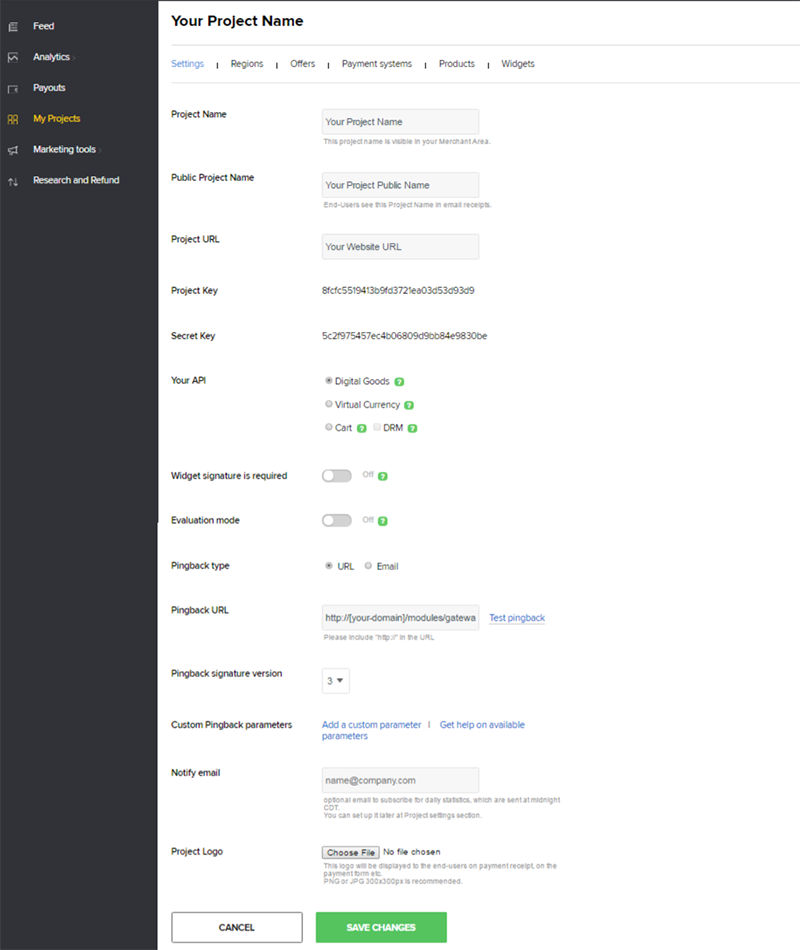 Feed
Analytics
Payouts
My Projects
Marketing tools
Research and Refund
Your Project Name
Settings | Regions | Offers | Payment systems | Products | Widgets
Project Name
Your Project Name
This project name is visible in your Merchant Area.
Public Project Name
Your Project Public Name
End-Users see this Project Name in email receipts.
Project URL
Your Website URL
Project Key
8fcfc5519413b9fd3721ea03d53d93d9
Secret Key
5c2f975457ec4b06809d9bb84e9830be
Your API
Digital Goods ?
Virtual Currency ?
Cart ? DRM ?
Widget signature is required
Off ?
Evaluation mode
Off ?
Pingback type
URL Email
Pingback URL
http://[your-domain]/modules/gatewa
Test pingback
Please include "http://" in the URL
Pingback signature version
3
Custom Pingback parameters
Add a custom parameter | Get help on available
parameters
Notify email
name@company.com
optional email to subscribe for daily statistics, which are sent at midnight
CDT.
You can set up it later at Project settings section.
Project Logo
Choose File No file chosen
This logo will be displayed to the end-users on payment receipt, on the
payment form etc.
PNG or JPG 300x300px is recommended.
CANCEL
SAVE CHANGES